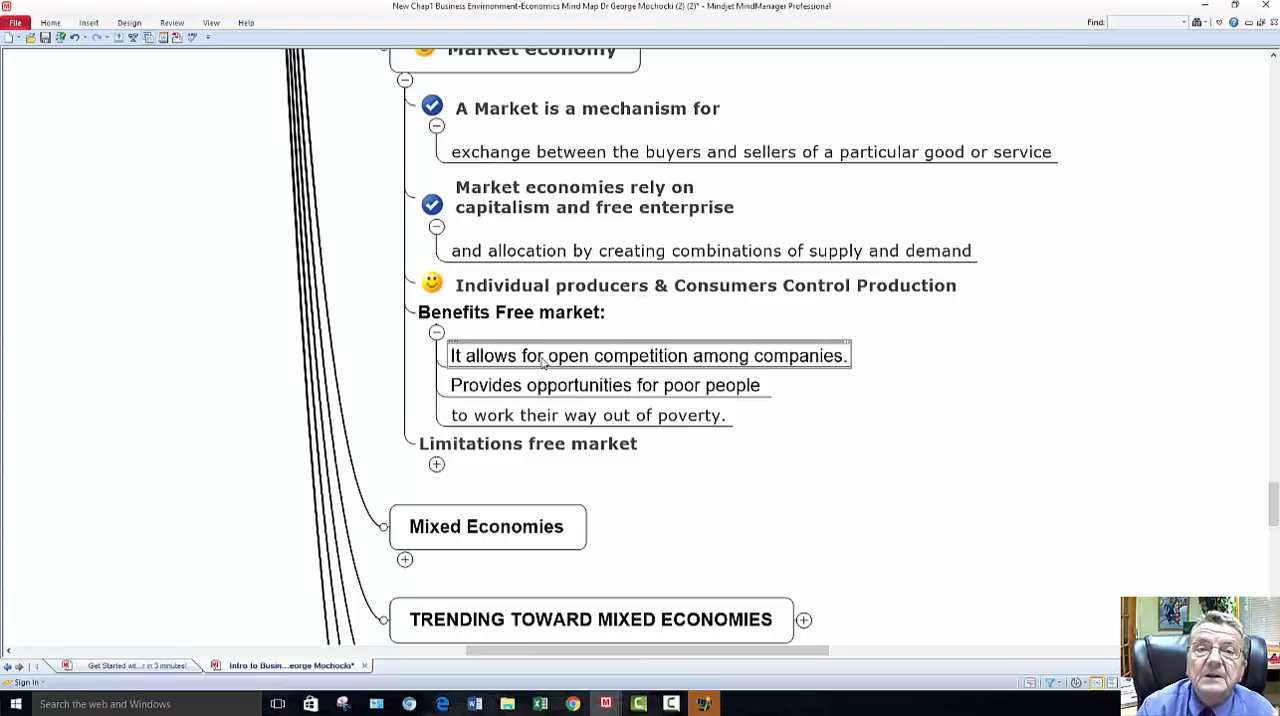 New Chap1 Business Envirronment-Economics Mind Map Dr George Mochocki (2) (2)* - Mindjet MindManager Professional
File Home Insert Design Review View Help Find:
Market economy
A Market is a mechanism for
exchange between the buyers and sellers of a particular good or service
Market economies rely on
capitalism and free enterprise
and allocation by creating combinations of supply and demand
Individual producers & Consumers Control Production
Benefits Free market:
It allows for open competition among companies.
Provides opportunities for poor people
to work their way out of poverty.
Limitations free market
Mixed Economies
TRENDING TOWARD MIXED ECONOMIES
Get Started wit...r in 3 minutes! Intro to Busin...eorge Mochocki*
Sign In
Search the web and Windows